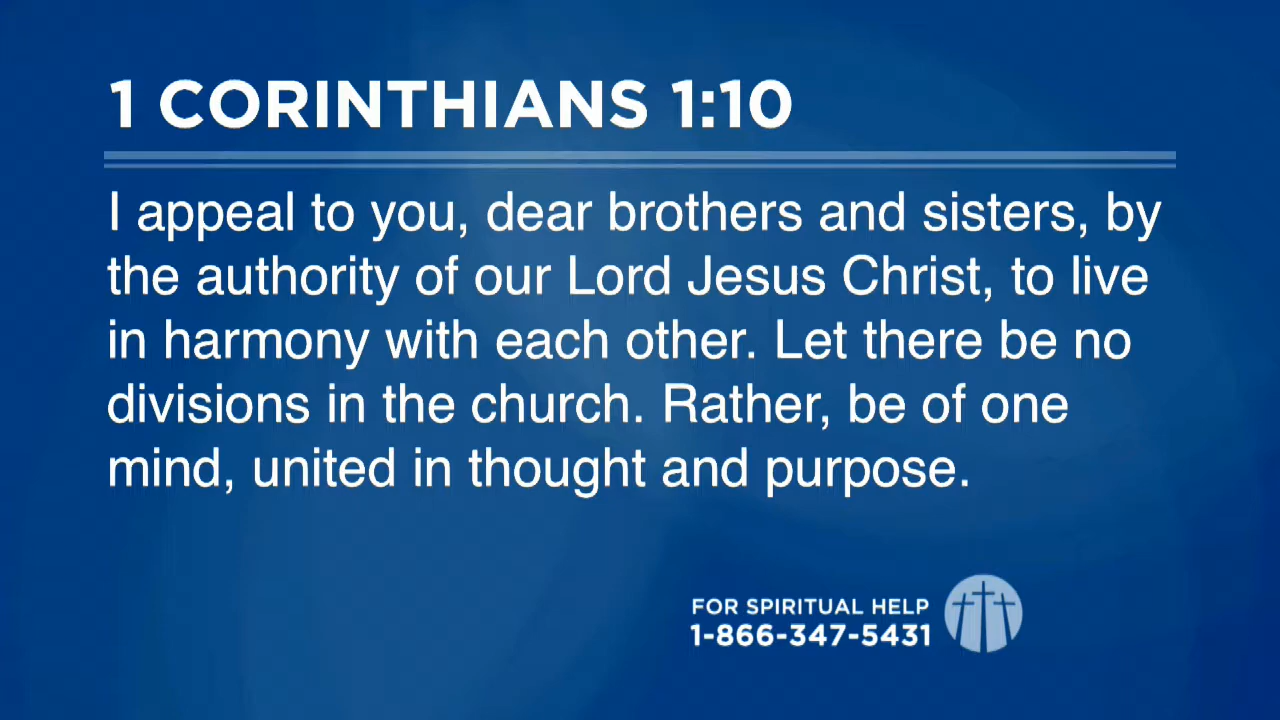 1 CORINTHIANS 1:10
I appeal to you, dear brothers and sisters, by
the authority of our Lord Jesus Christ, to live
in harmony with each other. Let there be no
divisions in the church. Rather, be of one
mind, united in thought and purpose.
FOR SPIRITUAL HELP
1-866-347-5431